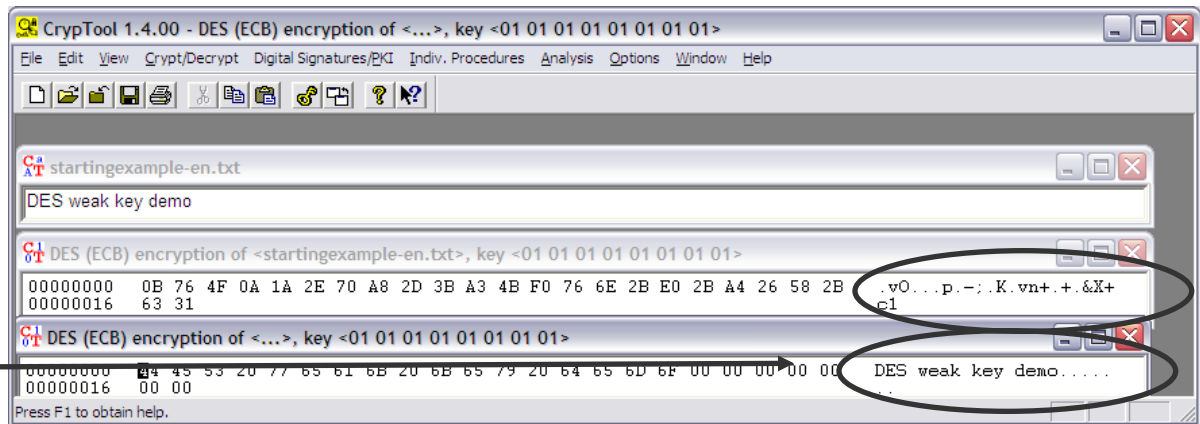 CrypTool 1.4.00 - DES (ECB) encryption of <...>, key <01 01 01 01 01 01 01 01>
File Edit View Crypt/Decrypt Digital Signatures/PKI Indiv. Procedures Analysis Options Window Help
startingexample-en.txt
DES weak key demo
DES (ECB) encryption of <startingexample-en.txt>, key <01 01 01 01 01 01 01 01>
00000000 0B 76 4F 0A 1A 2E 70 A8 2D 3B A3 4B F0 76 6E 2B E0 2B A4 26 58 2B .vO...p.-;.K.vn+.+.&X+
00000016 63 31 c1
DES (ECB) encryption of <...>, key <01 01 01 01 01 01 01 01>
00000000 44 45 53 20 77 65 61 6B 20 6B 65 79 20 64 65 6D 6F 00 00 00 00 00 DES weak key demo.....
00000016 00 00 ..
Press F1 to obtain help.